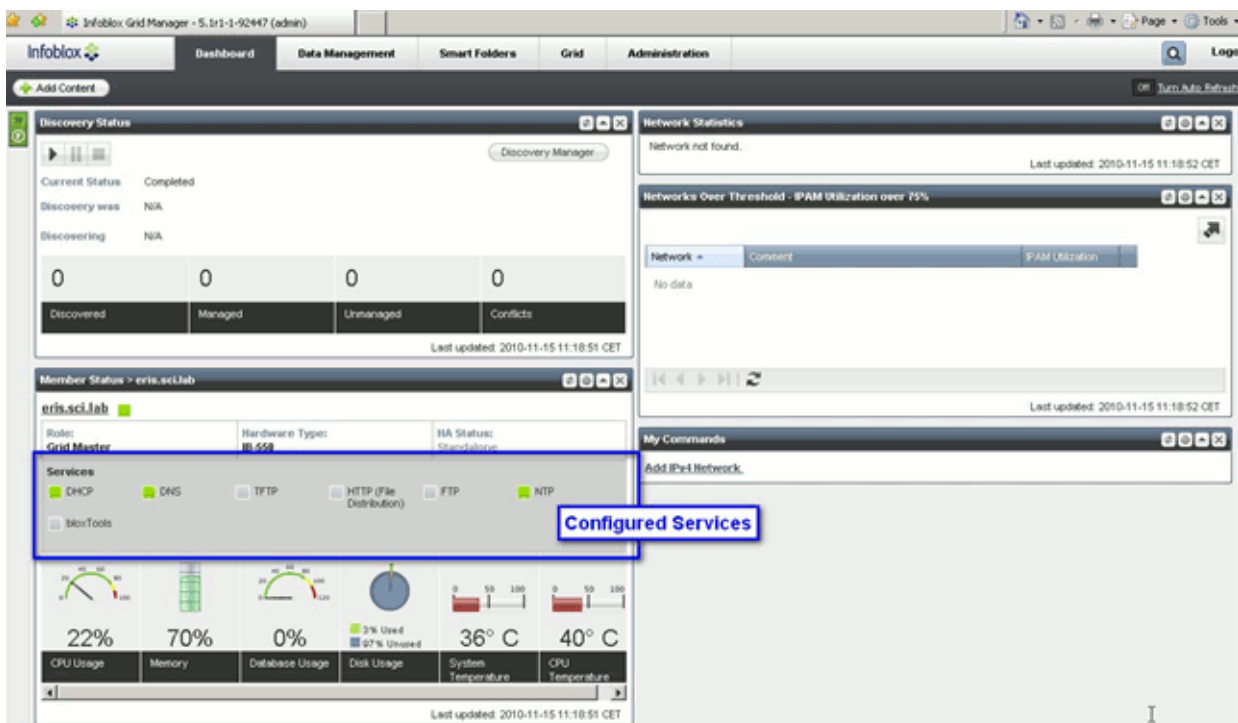 Infoblox Grid Manager - 5.1r1-1-92447 (admin)
Page
Tools
Infoblox
Dashboard
Data Management
Smart Folders
Grid
Administration
Add Content
Off
Turn Auto Refresh
Discovery Status
Discovery Manager
Current Status Completed
Discovery was N/A
Discovering N/A
0 0 0 0
Discovered Managed Unmanaged Conflicts
Last updated: 2010-11-15 11:18:51 CET
Member Status > eris.sci.lab
eris.sci.lab
Role: Hardware Type: HA Status:
Grid Master IB-550 Standalone
Services
DHCP DNS TFTP HTTP (File Distribution) FTP NTP
bloxTools
Configured Services
3% Used
97% Unused
22% 70% 0% 36° C 40° C
CPU Usage Memory Database Usage Disk Usage System Temperature CPU Temperature
Last updated: 2010-11-15 11:18:51 CET
Network Statistics
Network not found.
Last updated: 2010-11-15 11:18:52 CET
Networks Over Threshold - IPAM Utilization over 75%
Network Comment IPAM Utilization
No data
Last updated: 2010-11-15 11:18:52 CET
My Commands
Add IPv4 Network